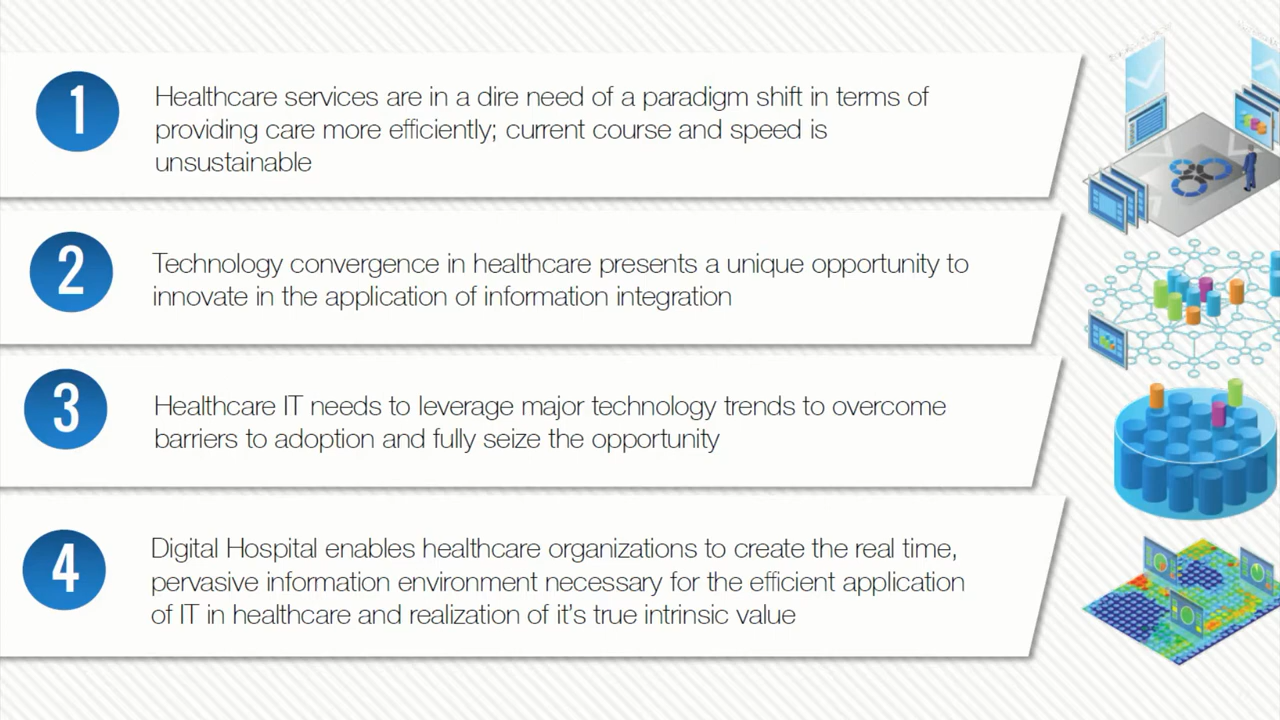 1
Healthcare services are in a dire need of a paradigm shift in terms of
providing care more efficiently; current course and speed is
unsustainable
2
Technology convergence in healthcare presents a unique opportunity to
innovate in the application of information integration
3
Healthcare IT needs to leverage major technology trends to overcome
barriers to adoption and fully seize the opportunity
4
Digital Hospital enables healthcare organizations to create the real time,
pervasive information environment necessary for the efficient application
of IT in healthcare and realization of it's true intrinsic value